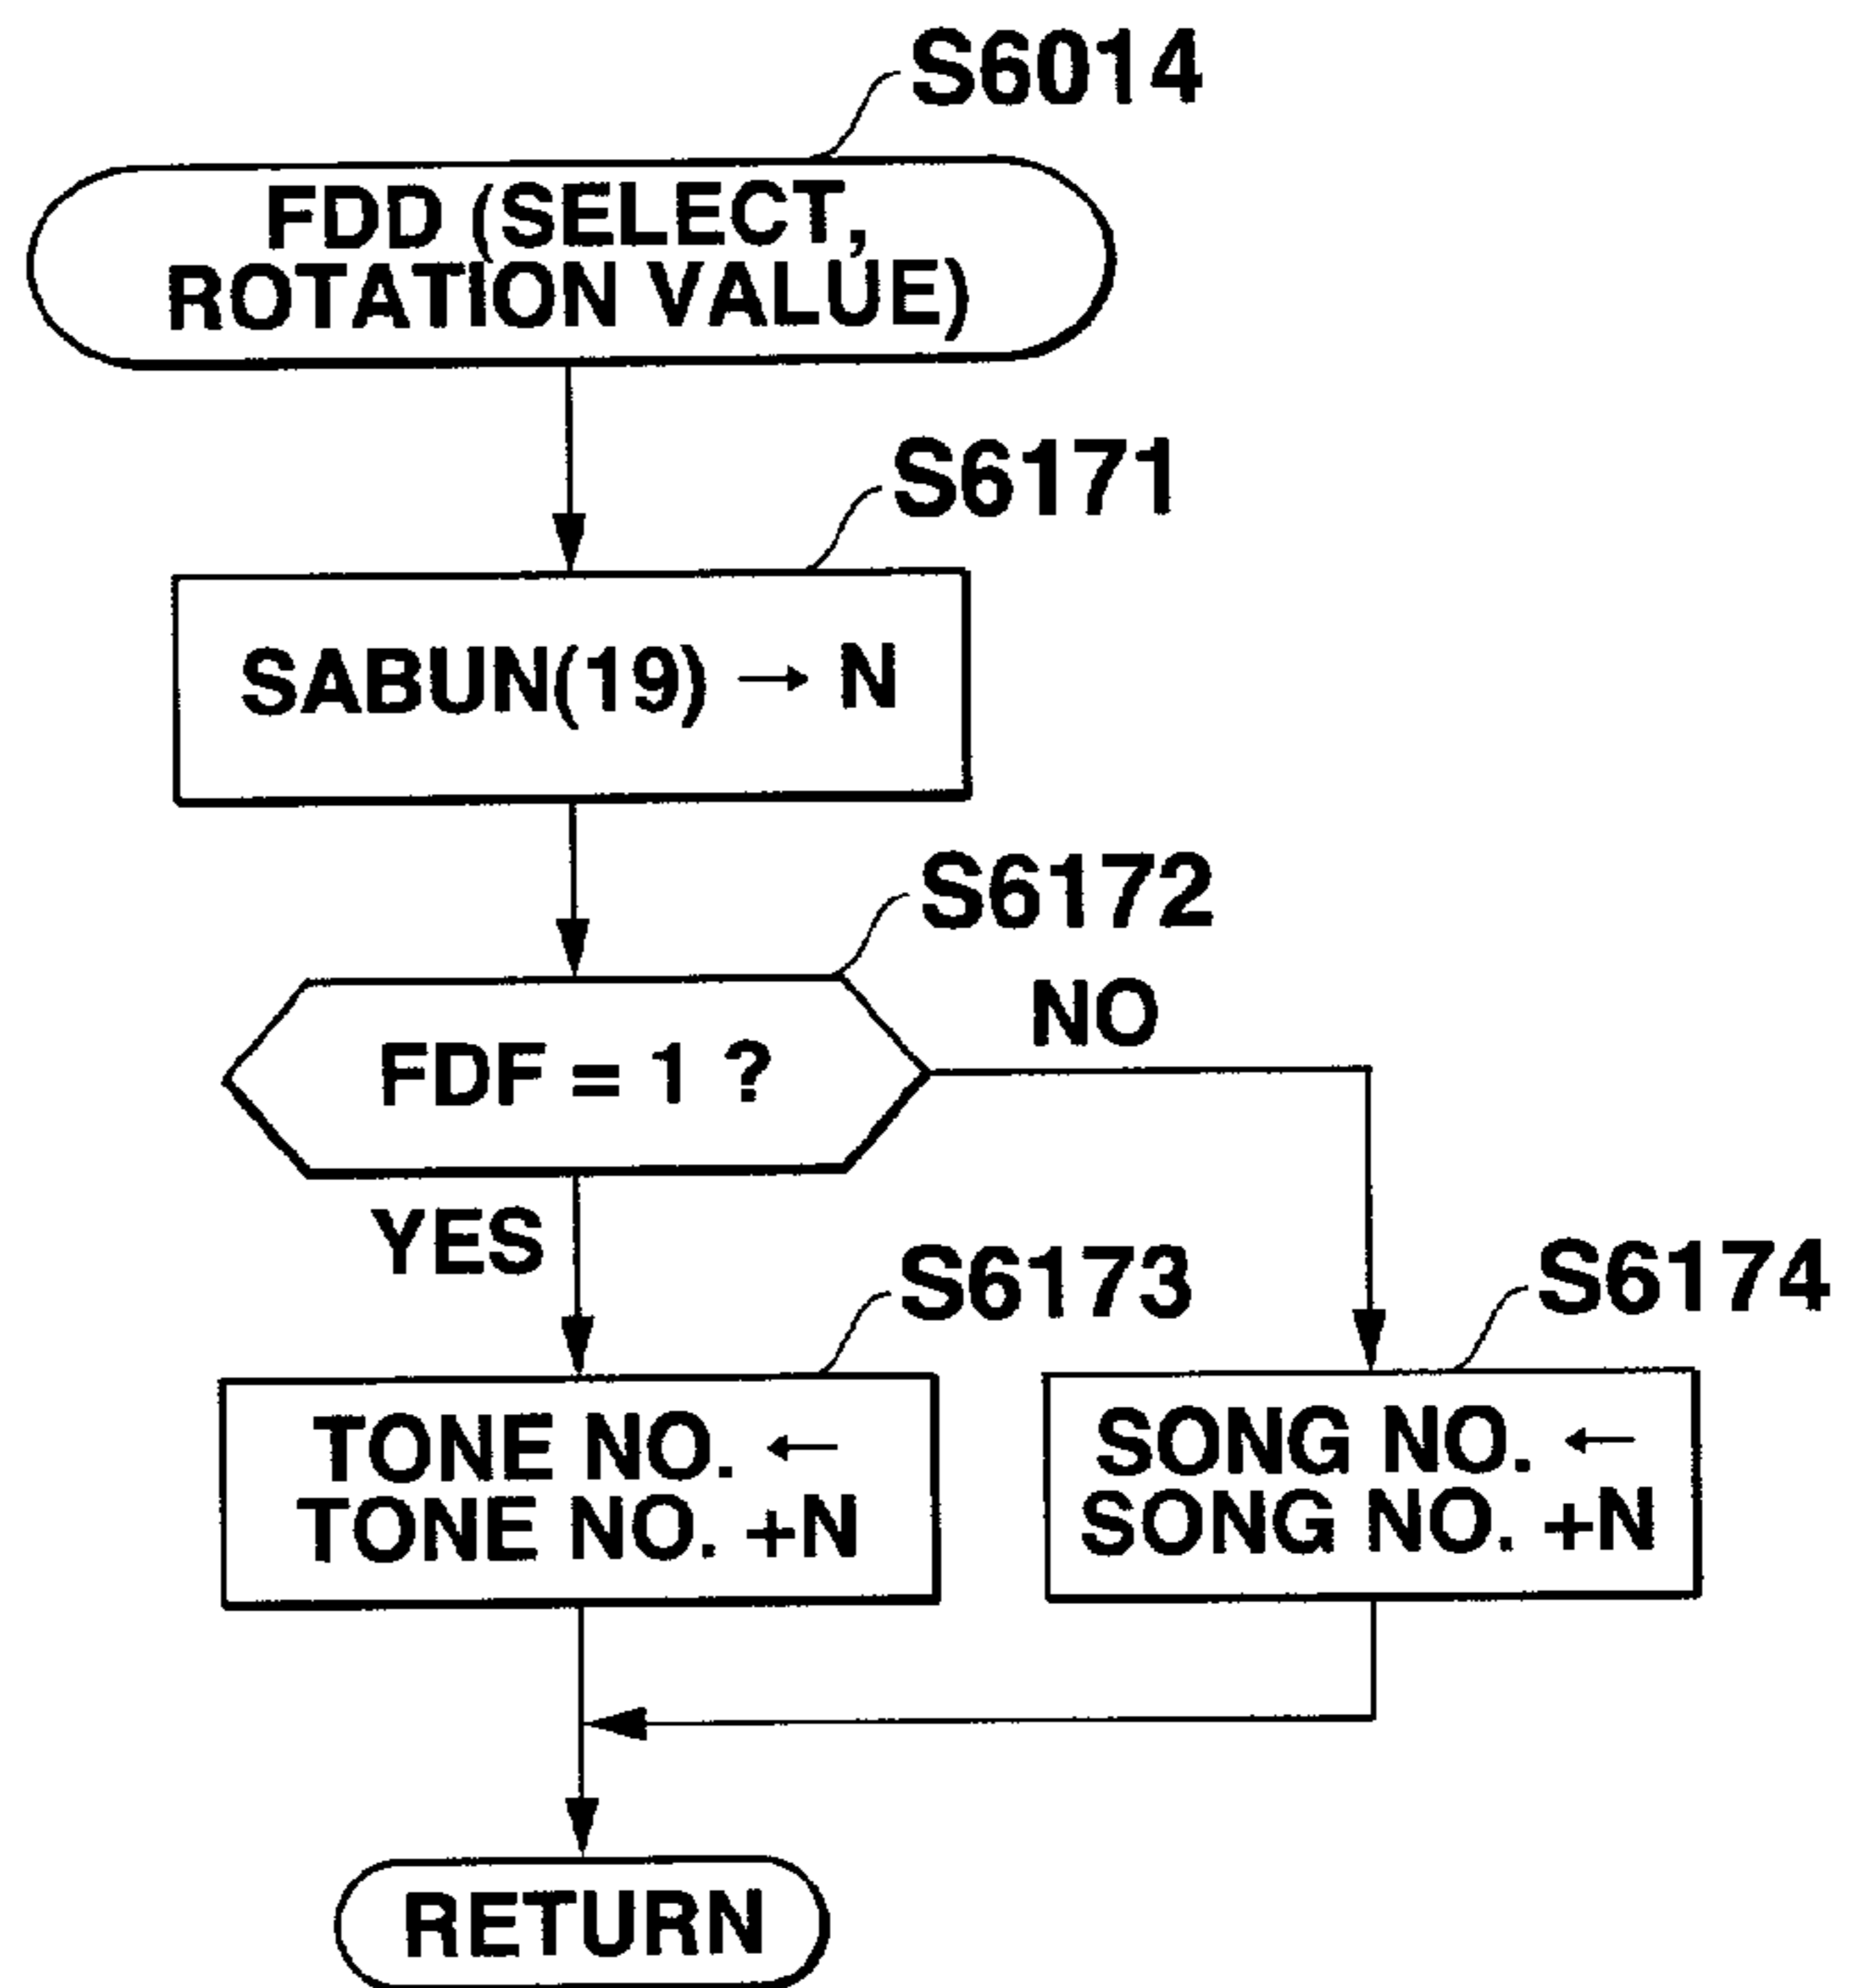 S6014
FDD (SELECT,
ROTATION VALUE)
S6171
SABUN(19) → N
S6172
FDF = 1 ?
NO
YES
S6173
TONE NO. ←
TONE NO. +N
S6174
SONG NO. ←
SONG NO. +N
RETURN